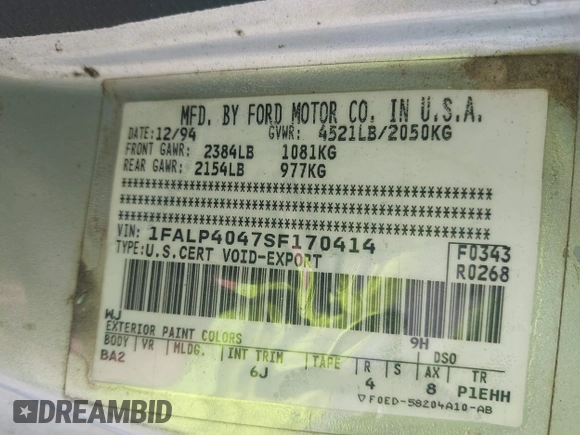 MFD. BY FORD MOTOR CO. IN U.S.A.
DATE: 12/94 GVWR: 4521LB/2050KG
FRONT GAWR: 2384LB 1081KG
REAR GAWR: 2154LB 977KG
************************************************
************************************************
************************************************
VIN: 1FALP4047SF170414
TYPE: U.S.CERT VOID-EXPORT
F0343
R0268
WJ 9H
EXTERIOR PAINT COLORS DSO
BODY VR MLDG. INT TRIM TAPE R S AX TR
BA2 6J 4 8 P1EHH
▽ F0ED-58204A10-AB
DREAMBID